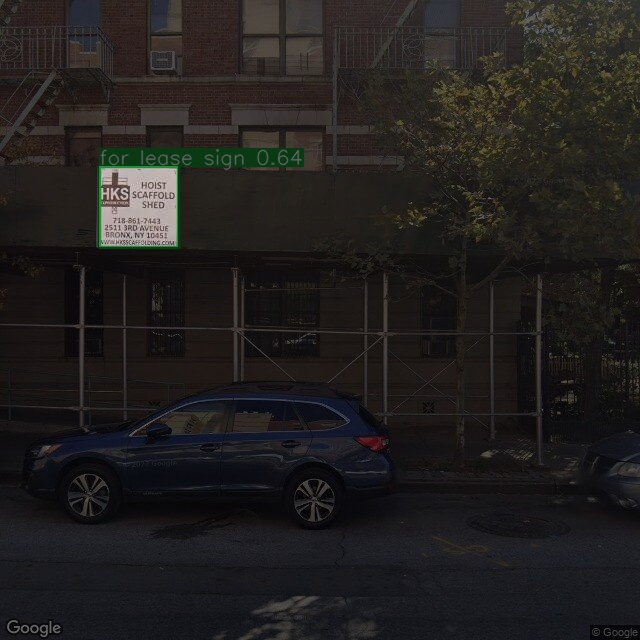 for lease sign 0.64
HKS
CONSTRUCTION
HOIST
SCAFFOLD
SHED
718-861-7443
2511 3RD AVENUE
BRONX, NY 10451
WWW.HKSSCAFFOLDING.COM
Google
© Google